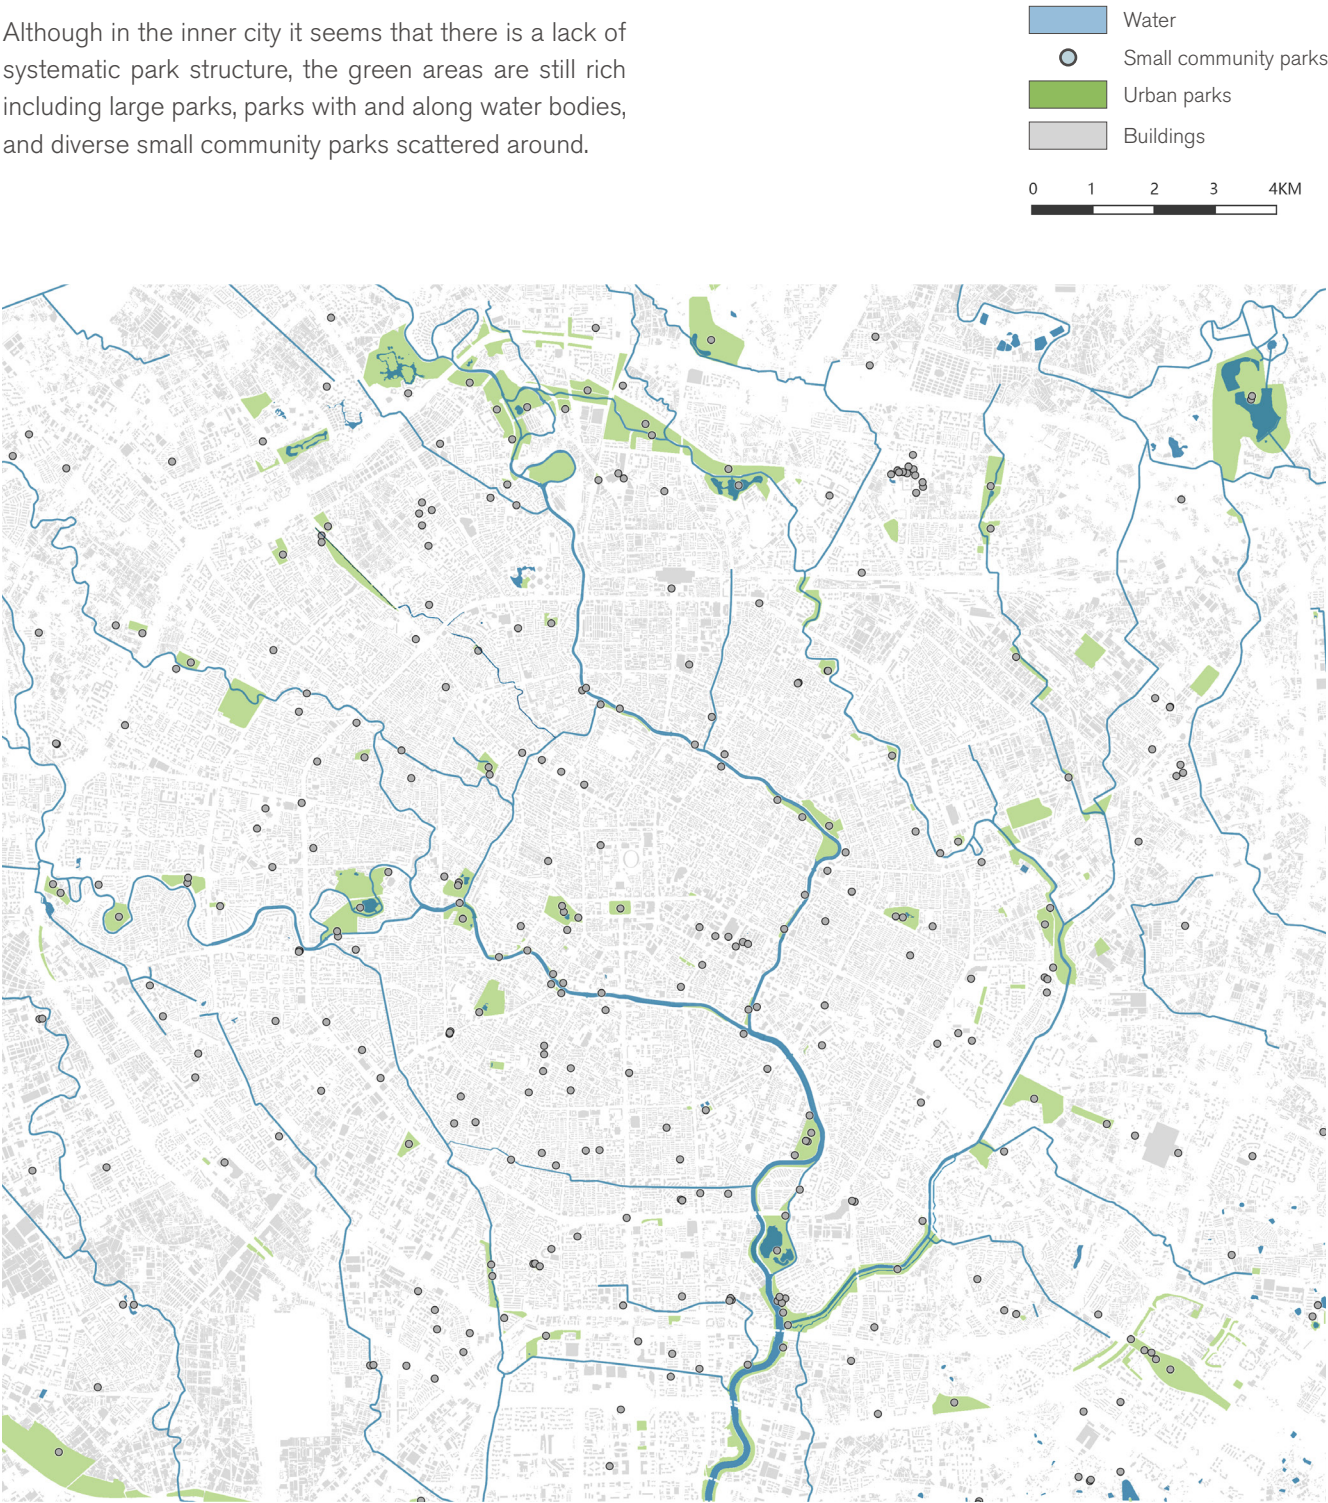 Although in the inner city it seems that there is a lack of
systematic park structure, the green areas are still rich
including large parks, parks with and along water bodies,
and diverse small community parks scattered around.
Water
Small community parks
Urban parks
Buildings
0 1 2 3 4KM